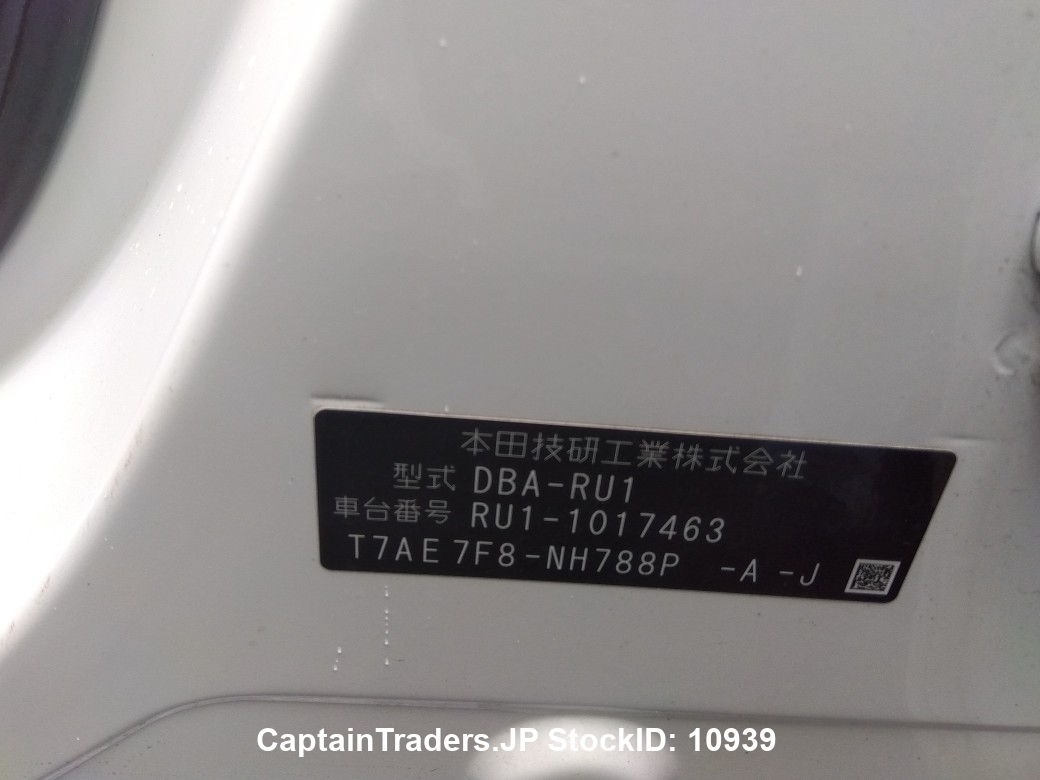 本田技研工業株式会社
型式 DBA-RU1
車台番号 RU1-1017463
T7AE7F8-NH788P -A -J
CaptainTraders.JP StockID: 10939